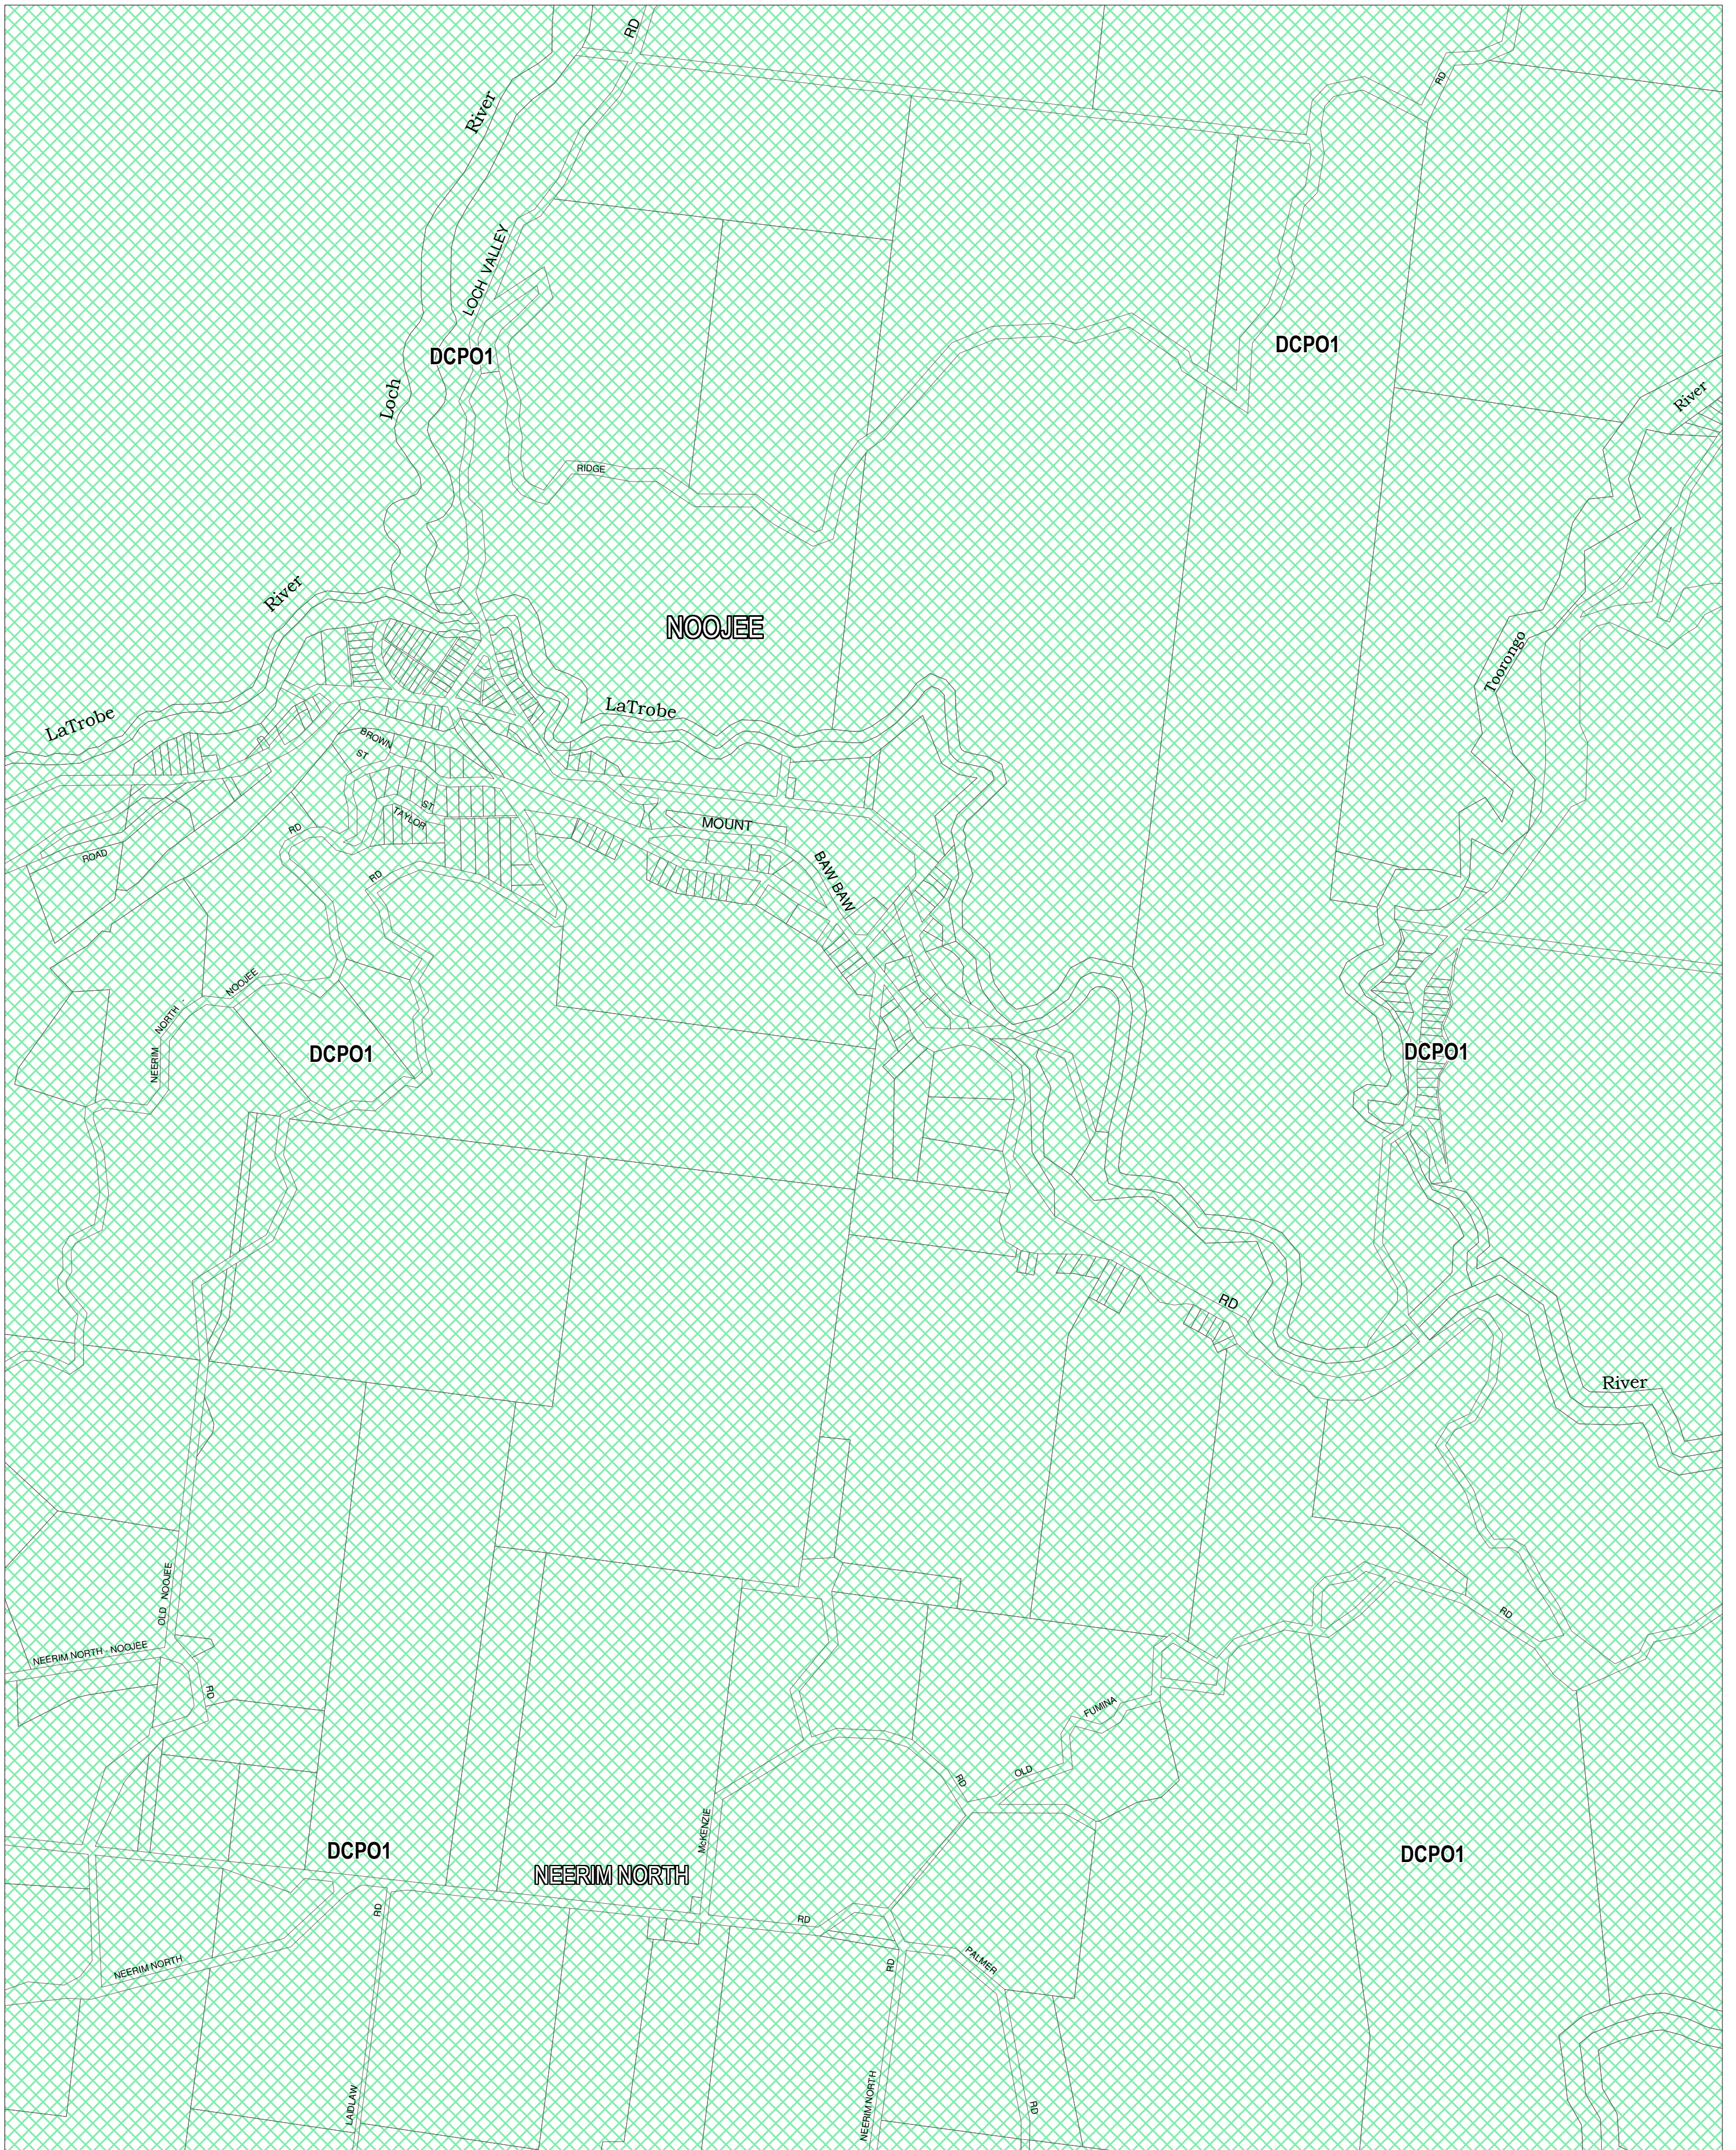 RD
River
RD
LOCH VALLEY
DCPO1
DCPO1
Loch
River
RIDGE
River
NOOJEE
Toorongo
LaTrobe
LaTrobe
BROWN
ST
ST
TAYLOR
MOUNT
RD
ROAD
RD
BAW BAW
NOOJEE
NORTH -
NEERIM
DCPO1
DCPO1
RD
River
OLD NOOJEE
RD
NEERIM NORTH - NOOJEE
RD
FUMINA
OLD
RD
McKENZIE
DCPO1
DCPO1
NEERIM NORTH
RD
RD
PALMER
RD
NEERIM NORTH
LAIDLAW
NEERIM NORTH
RD